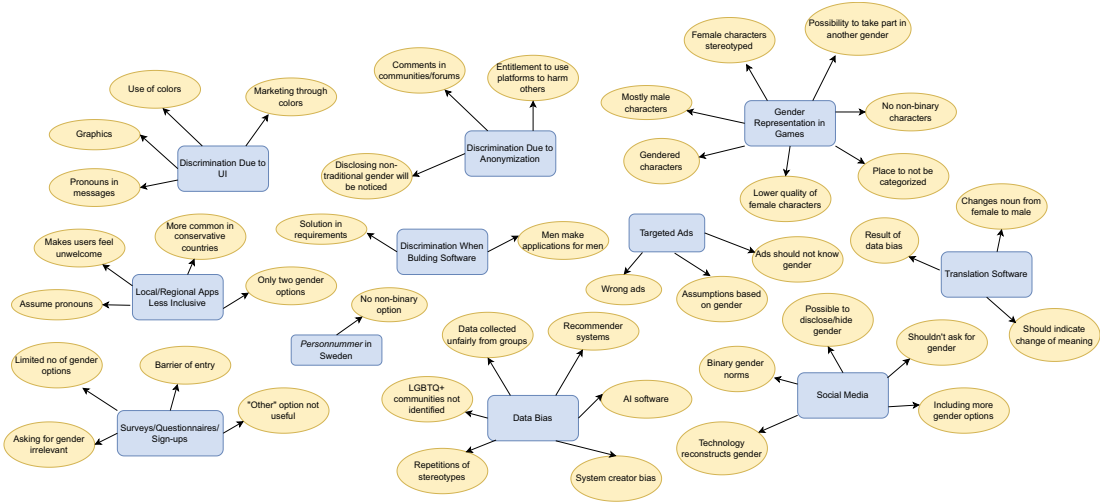 Use of colors
Marketing through
colors
Graphics
Discrimination Due to
UI
Pronouns in
messages
Comments in
communities/forums
Entitlement to use
platforms to harm
others
Discrimination Due to
Anonymization
Disclosing non-
traditional gender will
be noticed
Female characters
stereotyped
Possibility to take part in
another gender
Mostly male
characters
Gender
Representation in
Games
No non-binary
characters
Gendered
characters
Lower quality of
female characters
Place to not be
categorized
Makes users feel
unwelcome
More common in
conservative
countries
Assume pronouns
Local/Regional Apps
Less Inclusive
Only two gender
options
Solution in
requirements
Discrimination When
Bulding Software
Men make
applications for men
No non-binary
option
Personnummer in
Sweden
Targeted Ads
Ads should not know
gender
Wrong ads
Assumptions based
on gender
Changes noun from
female to male
Result of
data bias
Translation Software
Should indicate
change of meaning
Limited no of gender
options
Barrier of entry
"Other" option not
useful
Asking for gender
irrelevant
Surveys/Questionnaires/
Sign-ups
Data collected
unfairly from groups
Recommender
systems
LGBTQ+
communities not
identified
Data Bias
AI software
Repetitions of
stereotypes
System creator bias
Possible to
disclose/hide
gender
Shouldn't ask for
gender
Binary gender
norms
Social Media
Including more
gender options
Technology
reconstructs gender